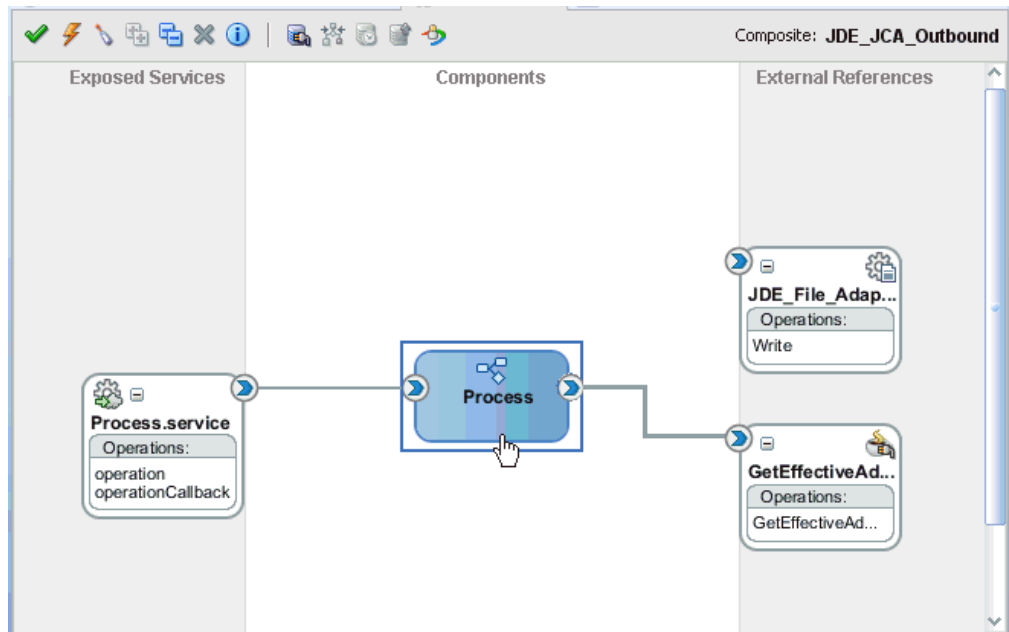 Composite: JDE_JCA_Outbound
Exposed Services
Components
External References
JDE_File_Adap...
Operations:
Write
Process
Process.service
Operations:
operation
operationCallback
GetEffectiveAd...
Operations:
GetEffectiveAd...